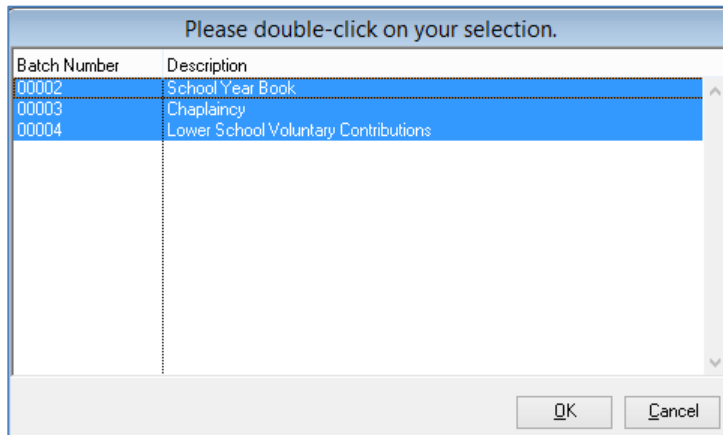 Please double-click on your selection.
Batch Number Description
00002 School Year Book
00003 Chaplaincy
00004 Lower School Voluntary Contributions
OK Cancel